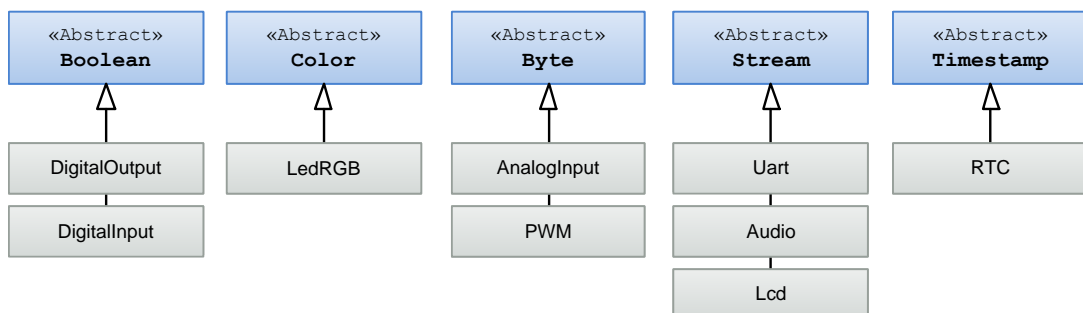 «Abstract»
Boolean
«Abstract»
Color
«Abstract»
Byte
«Abstract»
Stream
«Abstract»
Timestamp
DigitalOutput
LedRGB
AnalogInput
Uart
RTC
DigitalInput
PWM
Audio
Lcd